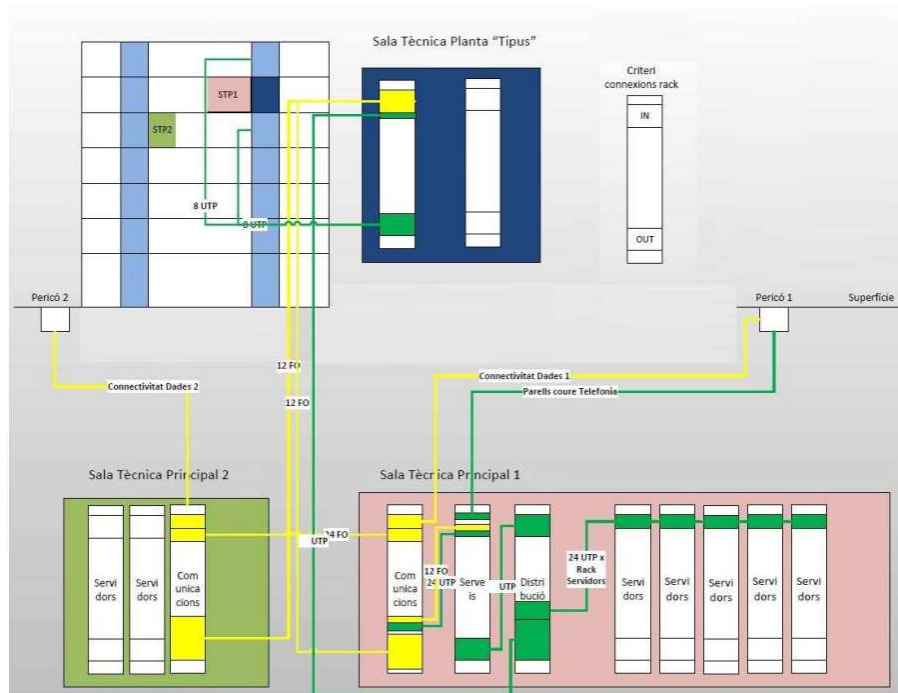 Sala Tècnica Planta “Tipus”
Criteri
connexions rack
IN
OUT
STP1
STP2
8 UTP
8 UTP
Pericó 2
Pericó 1
Superfície
12 FO
12 FO
Connectivitat Dades 2
Connectivitat Dades 1
Parells coure Telefonia
Sala Tècnica Principal 2
Sala Tècnica Principal 1
24 FO
UTP
Servi
dors
Servi
dors
Com
unica
cions
Com
unica
cions
12 FO
24 UTP
Serve
is
UTP
Distri
bució
24 UTP x
Rack
Servidors
Servi
dors
Servi
dors
Servi
dors
Servi
dors
Servi
dors